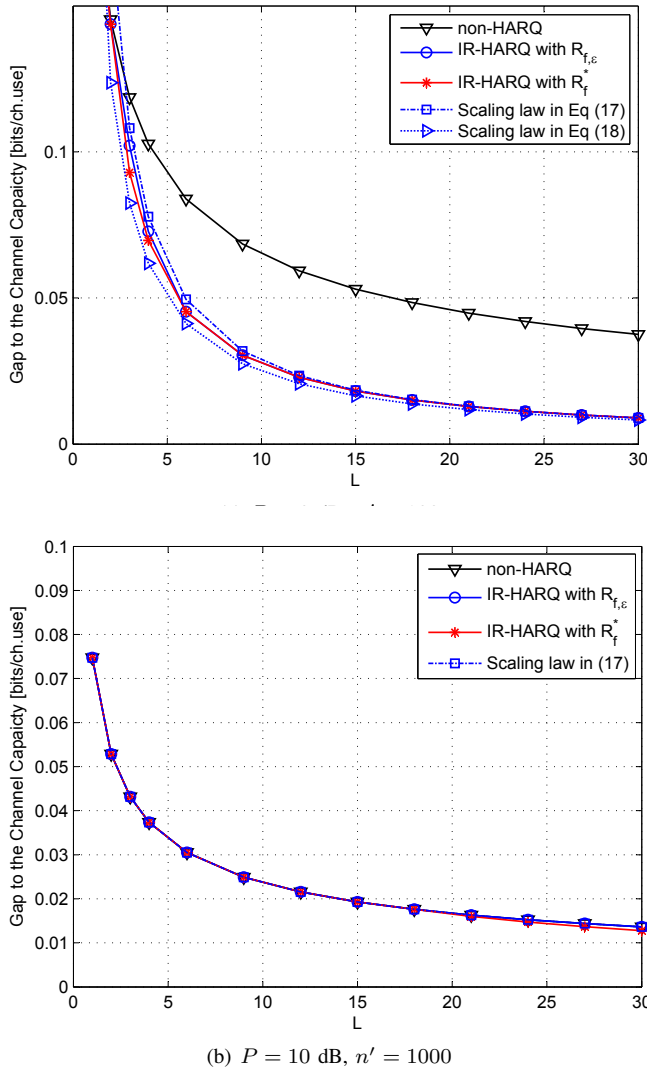 non-HARQ
IR-HARQ with R_{f,ε}
IR-HARQ with R_f^*
Scaling law in Eq (17)
Scaling law in Eq (18)
Gap to the Channel Capaicty [bits/ch.use]
0.1
0.05
0
0 5 10 15 20 25 30
L
non-HARQ
IR-HARQ with R_{f,ε}
IR-HARQ with R_f^*
Scaling law in (17)
Gap to the Channel Capaicty [bits/ch.use]
0.1
0.09
0.08
0.07
0.06
0.05
0.04
0.03
0.02
0.01
0
0 5 10 15 20 25 30
L
(b) P = 10 dB, n′ = 1000